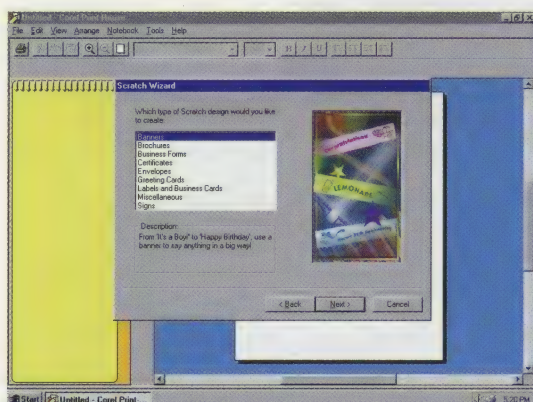 Untitled - Corel Print House
File Edit View Arrange Notebook Tools Help
Scratch Wizard
Which type of Scratch design would you like
to create:
Banners
Brochures
Business Forms
Certificates
Envelopes
Greeting Cards
Labels and Business Cards
Miscellaneous
Signs
Description:
From 'It's a Boy!' to 'Happy Birthday', use a
banner to say anything in a big way!
Congratulations
LEMONADE
< Back
Next >
Cancel
Start
Untitled - Corel Print
5:20 PM